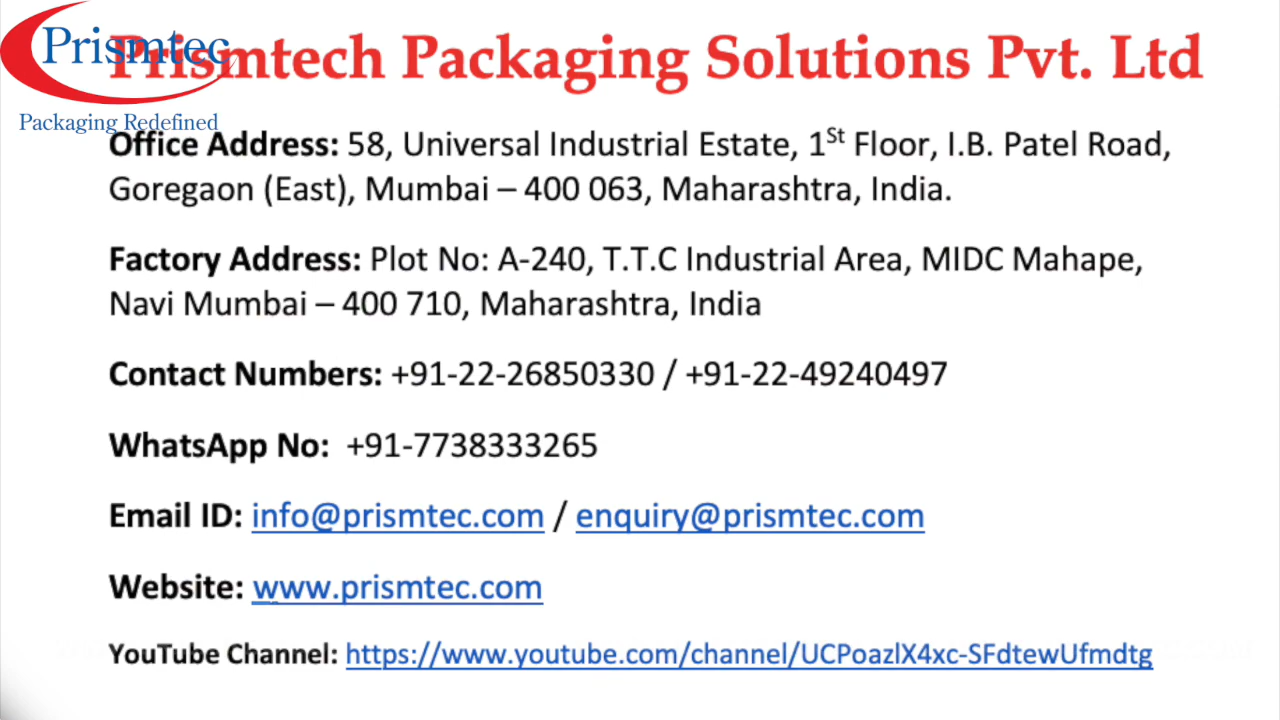 Prismtec
Packaging Redefined
Prismtech Packaging Solutions Pvt. Ltd
Office Address: 58, Universal Industrial Estate, 1St Floor, I.B. Patel Road,
Goregaon (East), Mumbai – 400 063, Maharashtra, India.
Factory Address: Plot No: A-240, T.T.C Industrial Area, MIDC Mahape,
Navi Mumbai – 400 710, Maharashtra, India
Contact Numbers: +91-22-26850330 / +91-22-49240497
WhatsApp No: +91-7738333265
Email ID: info@prismtec.com / enquiry@prismtec.com
Website: www.prismtec.com
YouTube Channel: https://www.youtube.com/channel/UCPoazlX4xc-SFdtewUfmdtg